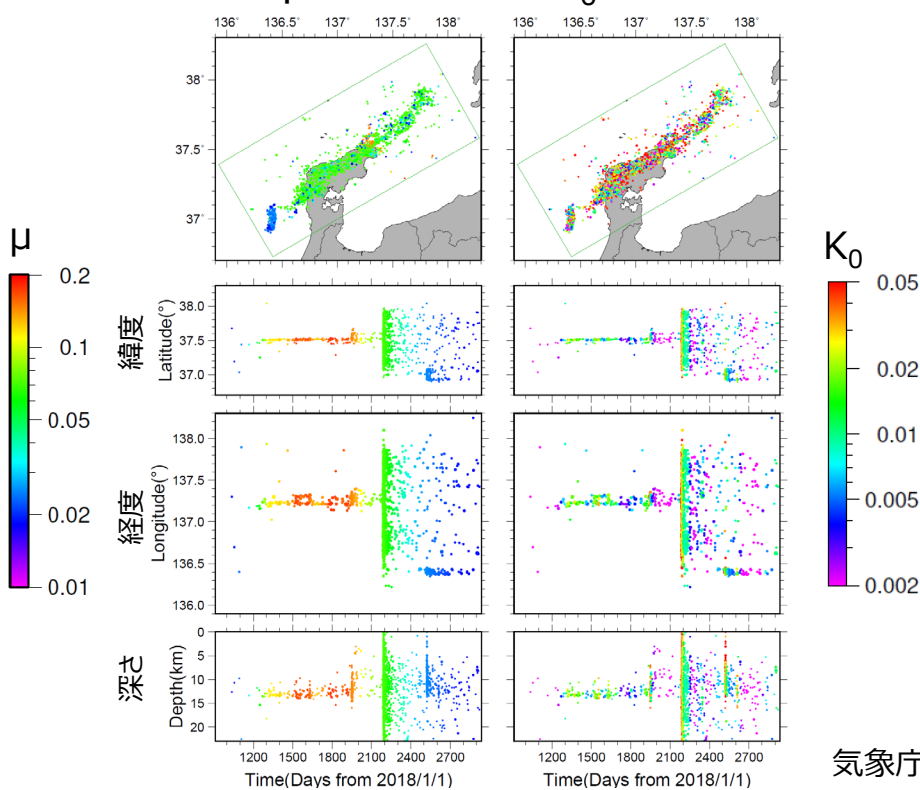 136° 136.5° 137° 137.5° 138°
136° 136.5° 137° 137.5° 138°
38°
37.5°
37°
μ
0.2
0.1
0.05
0.02
0.01
K0
0.05
0.02
0.01
0.005
0.002
緯度
Latitude(°)
38.0
37.5
37.0
経度
Longitude(°)
138.0
137.5
137.0
136.5
136.0
深さ
Depth(km)
0
5
10
15
20
1200 1500 1800 2100 2400 2700
1200 1500 1800 2100 2400 2700
Time(Days from 2018/1/1)
Time(Days from 2018/1/1)
気象庁